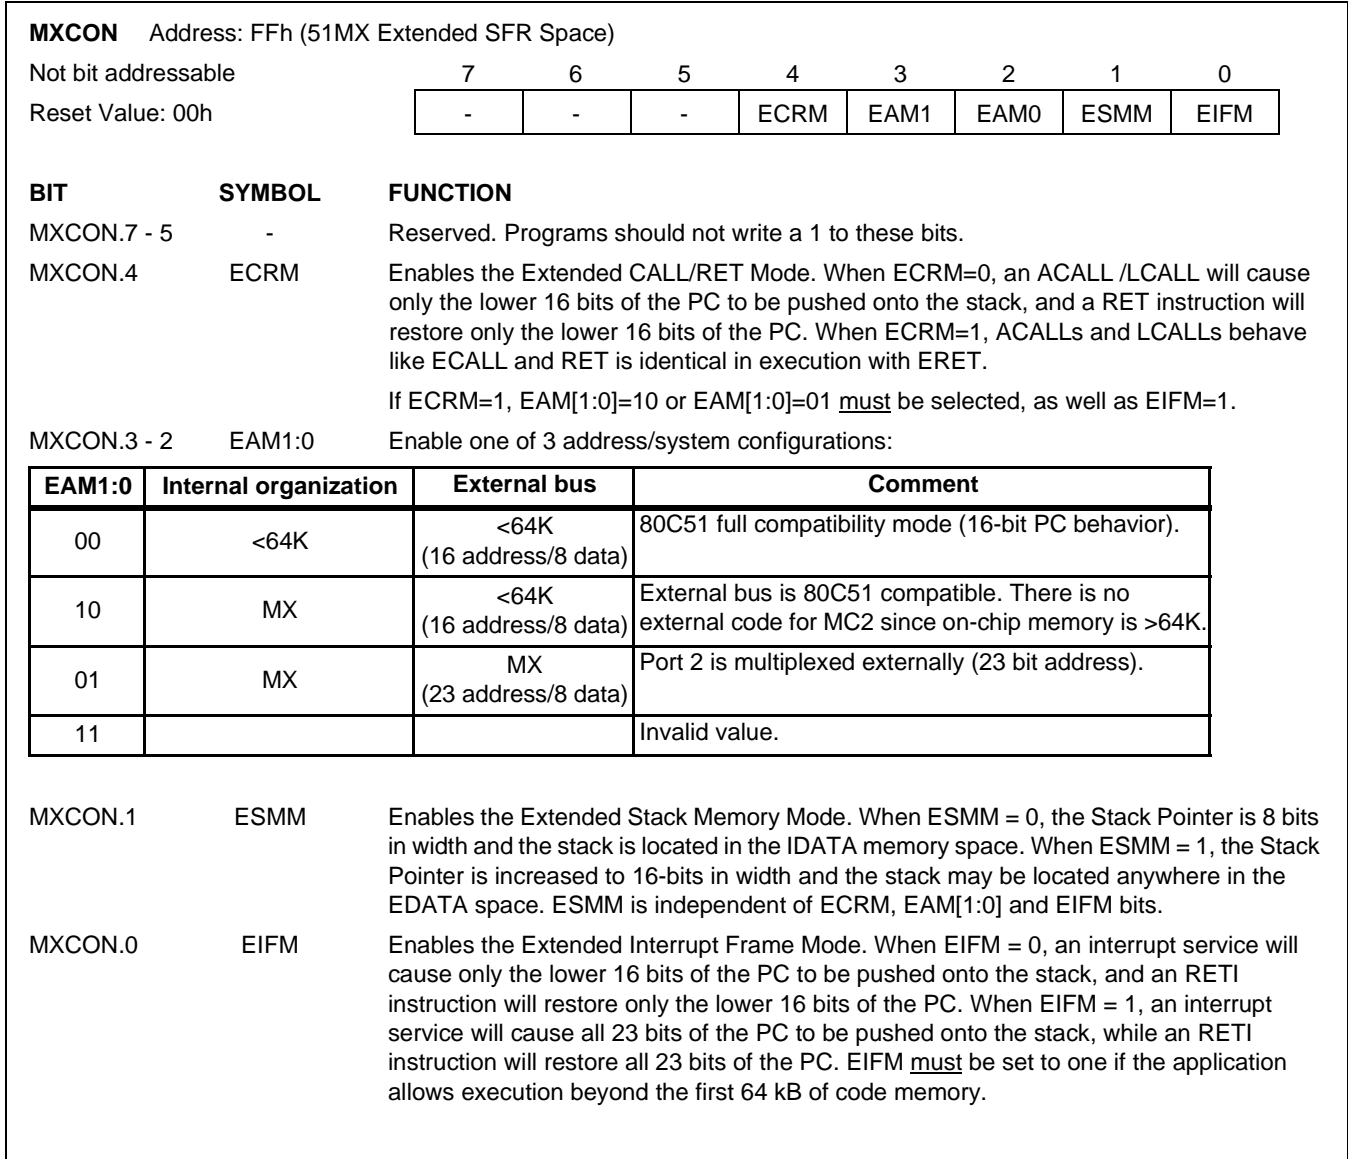 MXCON Address: FFh (51MX Extended SFR Space)
Not bit addressable 7 6 5 4 3 2 1 0
Reset Value: 00h - - - ECRM EAM1 EAM0 ESMM EIFM
BIT SYMBOL FUNCTION
MXCON.7 - 5 - Reserved. Programs should not write a 1 to these bits.
MXCON.4 ECRM Enables the Extended CALL/RET Mode. When ECRM=0, an ACALL /LCALL will cause
only the lower 16 bits of the PC to be pushed onto the stack, and a RET instruction will
restore only the lower 16 bits of the PC. When ECRM=1, ACALLs and LCALLs behave
like ECALL and RET is identical in execution with ERET.
If ECRM=1, EAM[1:0]=10 or EAM[1:0]=01 must be selected, as well as EIFM=1.
MXCON.3 - 2 EAM1:0 Enable one of 3 address/system configurations:
EAM1:0 Internal organization External bus Comment
00 <64K <64K 80C51 full compatibility mode (16-bit PC behavior).
(16 address/8 data)
10 MX <64K External bus is 80C51 compatible. There is no
(16 address/8 data) external code for MC2 since on-chip memory is >64K.
01 MX MX Port 2 is multiplexed externally (23 bit address).
(23 address/8 data)
11 Invalid value.
MXCON.1 ESMM Enables the Extended Stack Memory Mode. When ESMM = 0, the Stack Pointer is 8 bits
in width and the stack is located in the IDATA memory space. When ESMM = 1, the Stack
Pointer is increased to 16-bits in width and the stack may be located anywhere in the
EDATA space. ESMM is independent of ECRM, EAM[1:0] and EIFM bits.
MXCON.0 EIFM Enables the Extended Interrupt Frame Mode. When EIFM = 0, an interrupt service will
cause only the lower 16 bits of the PC to be pushed onto the stack, and an RETI
instruction will restore only the lower 16 bits of the PC. When EIFM = 1, an interrupt
service will cause all 23 bits of the PC to be pushed onto the stack, while an RETI
instruction will restore all 23 bits of the PC. EIFM must be set to one if the application
allows execution beyond the first 64 kB of code memory.